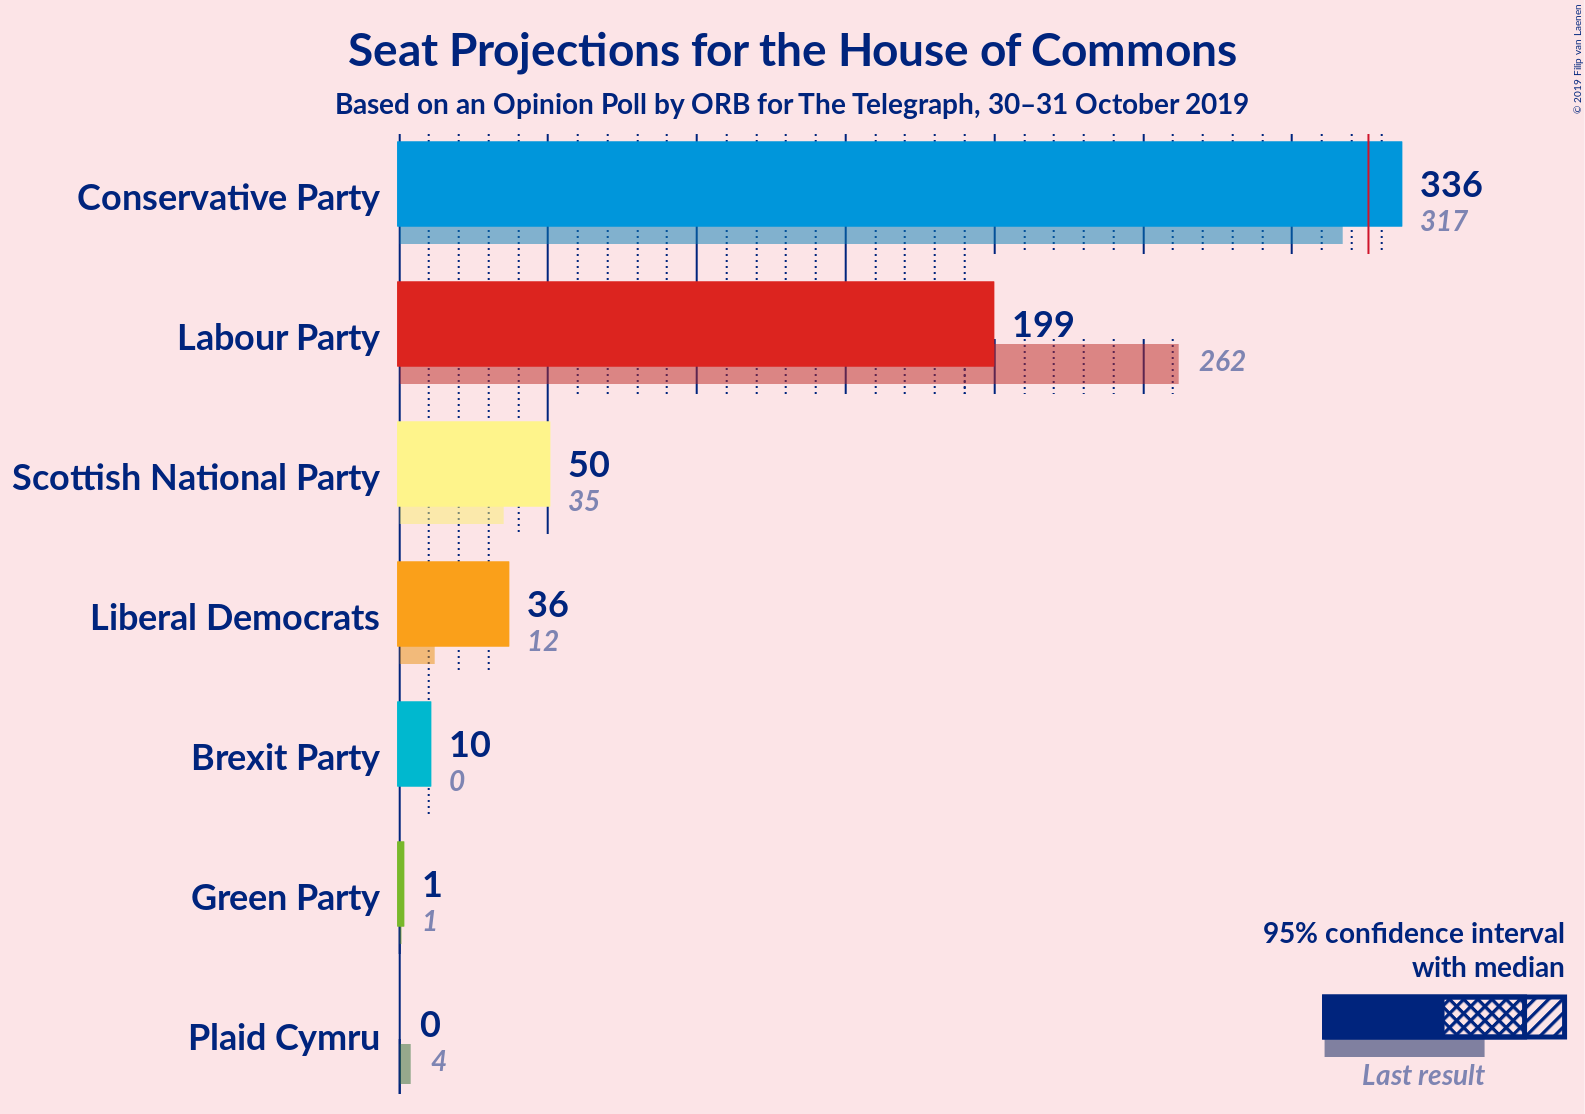 Seat Projections for the House of Commons
Based on an Opinion Poll by ORB for The Telegraph, 30–31 October 2019
© 2019 Filip van Laenen
Conservative Party
336
317
Labour Party
199
262
Scottish National Party
50
35
Liberal Democrats
36
12
Brexit Party
10
0
Green Party
1
1
Plaid Cymru
0
4
95% confidence interval
with median
Last result